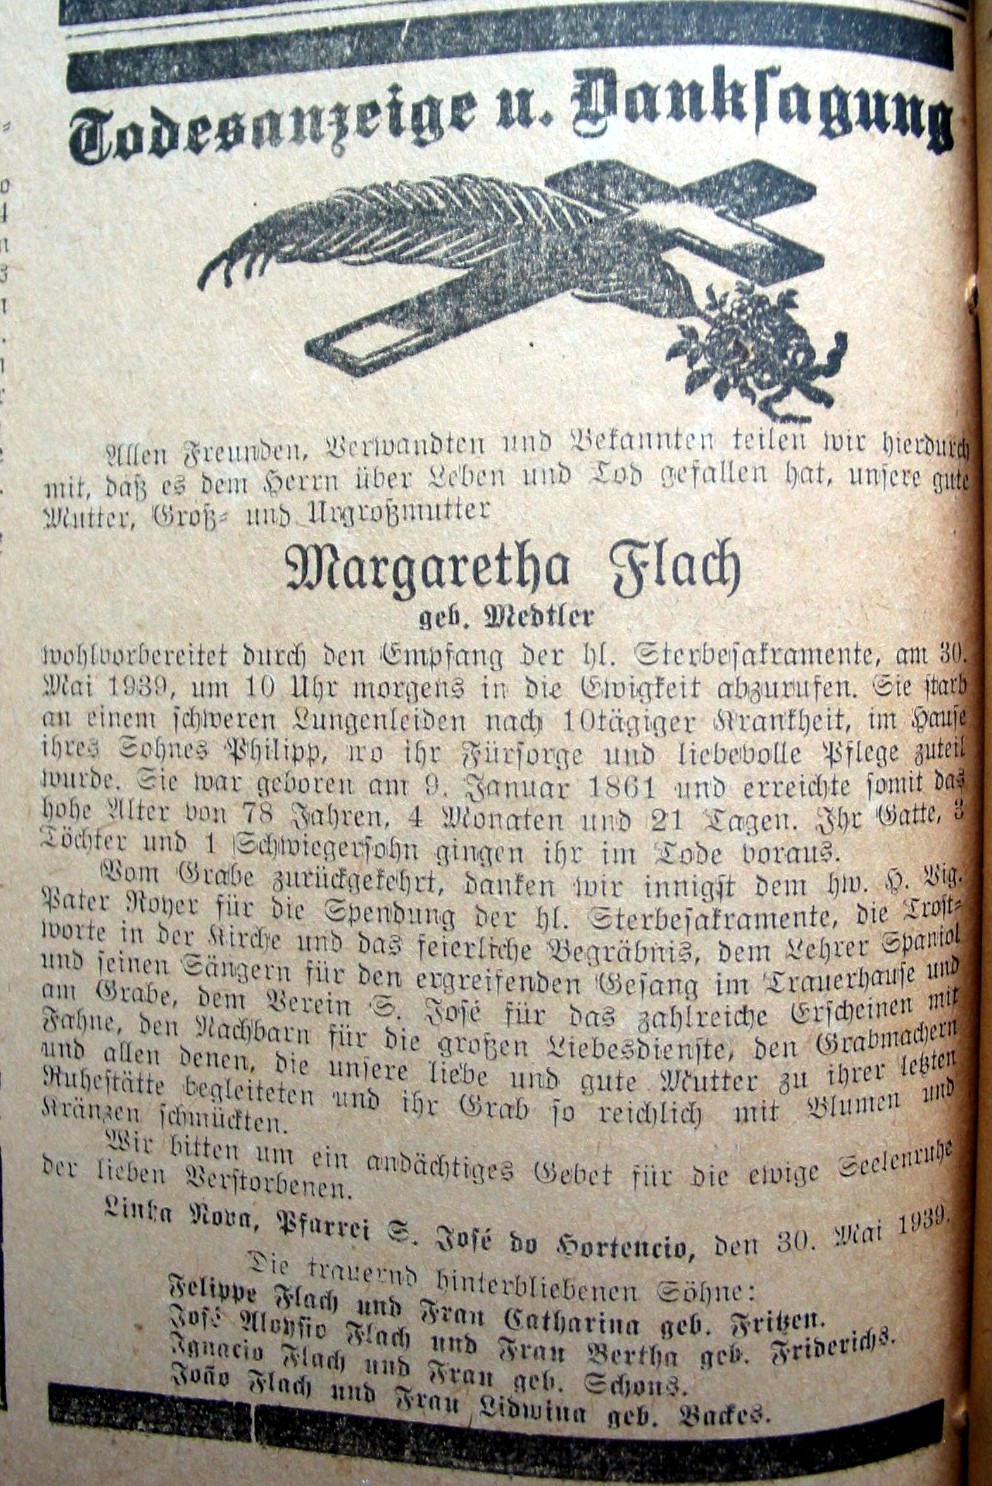 Todesanzeige u. Danksagung
Allen Freunden, Verwandten und Bekannten teilen wir hierdurch
mit, daß es dem Herrn über Leben und Tod gefallen hat, unsere gute
Mutter, Groß- und Urgroßmutter
Margaretha Flach
geb. Medtler
wohlvorbereitet durch den Empfang der hl. Sterbesakramente, am 30.
Mai 1939, um 10 Uhr morgens in die Ewigkeit abzurufen. Sie starb
an einem schweren Lungenleiden nach 10tägiger Krankheit, im Hause
ihres Sohnes Philipp, wo ihr Fürsorge und liebevolle Pflege zuteil
wurde. Sie war geboren am 9. Januar 1861 und erreichte somit das
hohe Alter von 78 Jahren, 4 Monaten und 21 Tagen. Ihr Gatte, 3
Töchter und 1 Schwiegersohn gingen ihr im Tode voraus.
Vom Grabe zurückgekehrt, danken wir innigst dem hw. H. Vig.
Pater Royer für die Spendung der hl. Sterbesakramente, die Trost-
worte in der Kirche und das feierliche Begräbnis, dem Lehrer Spaniol
und seinen Sängern für den ergreifenden Gesang im Trauerhause und
am Grabe, dem Verein S. José für das zahlreiche Erscheinen mit
Fahne, den Nachbarn für die großen Liebesdienste, den Grabmachern
und allen denen, die unsere liebe und gute Mutter zu ihrer letzten
Ruhestätte begleiteten und ihr Grab so reichlich mit Blumen und
Kränzen schmückten.
Wir bitten um ein andächtiges Gebet für die ewige Seelenruhe
der lieben Verstorbenen.
Linha Nova, Pfarrei S. José do Hortencio, den 30. Mai 1939.
Die trauernd hinterbliebenen Söhne:
Felippe Flach und Frau Catharina geb. Fritzen.
José Aloysio Flach und Frau Bertha geb. Friderichs.
Ignacio Flach und Frau geb. Schons.
João Flach und Frau Lidwina geb. Backes.